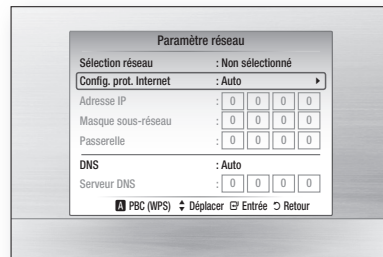 Paramètre réseau
Sélection réseau : Non sélectionné
Config. prot. Internet : Auto
Adresse IP : 0 0 0 0
Masque sous-réseau : 0 0 0 0
Passerelle : 0 0 0 0
DNS : Auto
Serveur DNS : 0 0 0 0
A PBC (WPS) Déplacer Entrée Retour